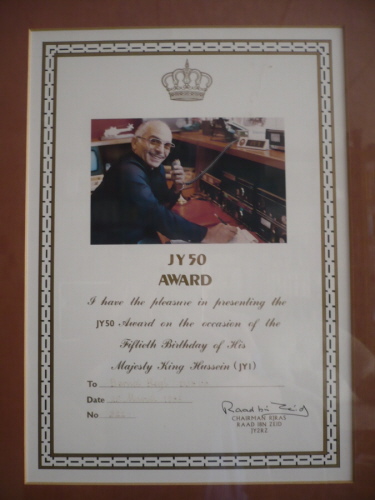 JY50
AWARD
I have the pleasure in presenting the
JY50 Award on the occasion of the
Fiftieth Birthday of His
Majesty King Hussein (JY1)
To
Date
No
Raad bin Zeid
CHAIRMAN RJRAS
RAAD BIN ZEID
JY2RZ